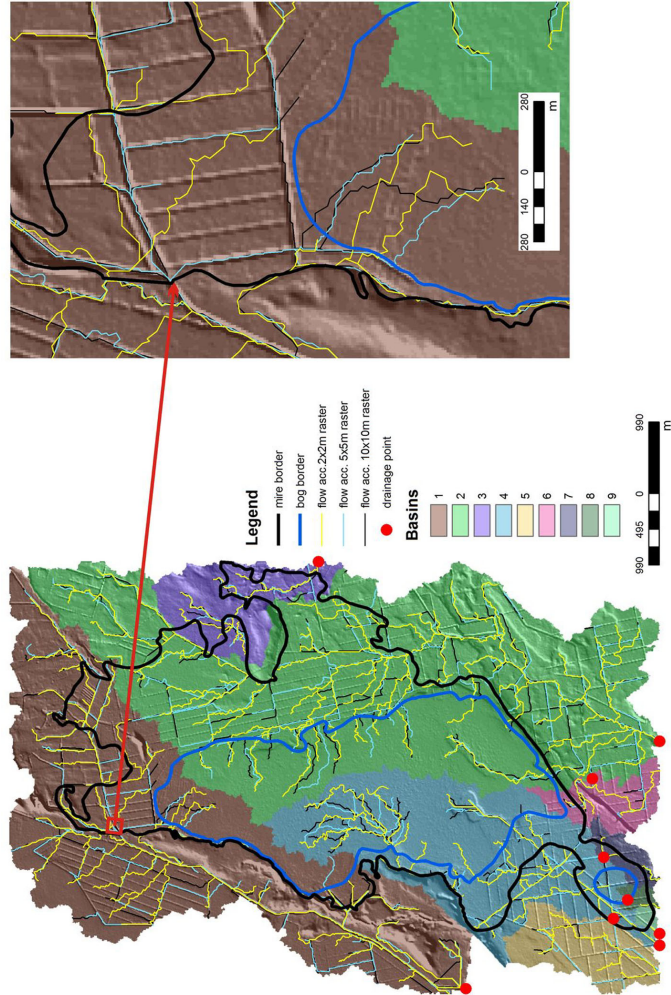 280
140
0
280
m
Legend
mire border
bog border
flow acc.2x2m raster
flow acc. 5x5m raster
flow acc. 10x10m raster
drainage point
Basins
1
2
3
4
5
6
7
8
9
990
495
0
990
m